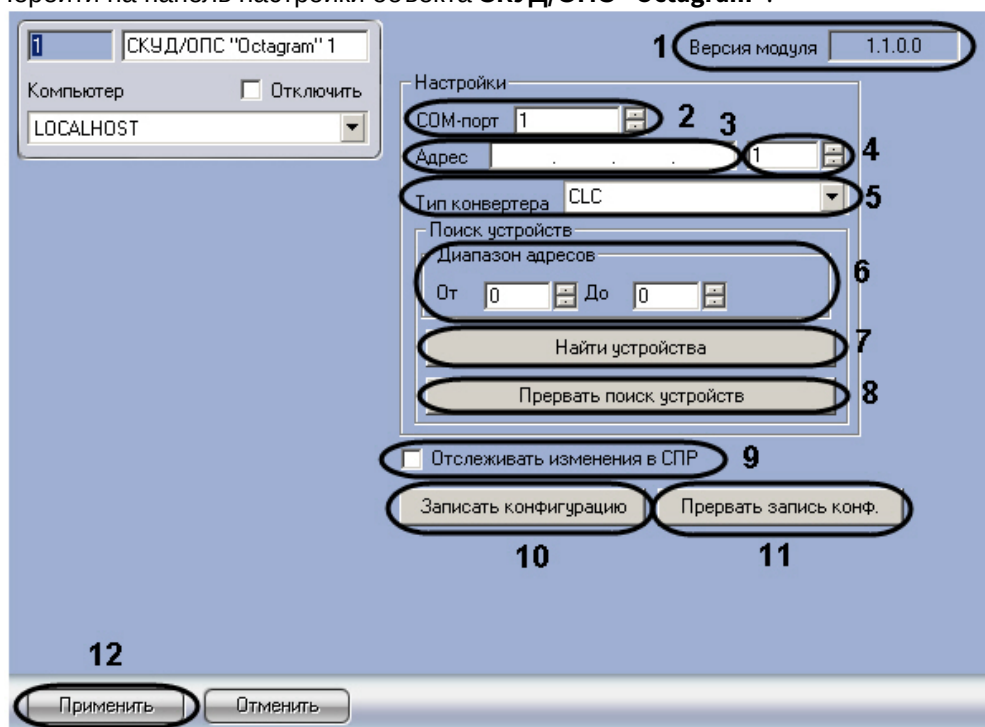 перейти на панель настройки объекта СКУД/ОПС "Octagram".
1 СКУД/ОПС "Octagram" 1
Компьютер Отключить
LOCALHOST
1 Версия модуля 1.1.0.0
Настройки
COM-порт 1 2
3
Адрес . . . 1 4
Тип конвертера CLC 5
Поиск устройств
Диапазон адресов
От 0 До 0 6
Найти устройства 7
Прервать поиск устройств 8
Отслеживать изменения в СПР 9
Записать конфигурацию Прервать запись конф.
10 11
12
Применить Отменить